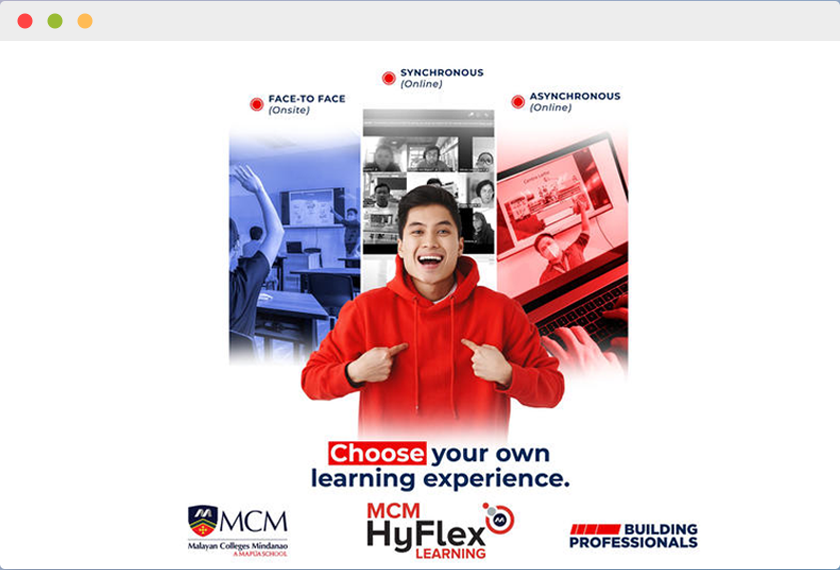 SYNCHRONOUS
(Online)
FACE-TO FACE
(Onsite)
ASYNCHRONOUS
(Online)
Choose your own
learning experience.
MCM
Malayan Colleges Mindanao
A MAPÚA SCHOOL
MCM
HyFlex
LEARNING
BUILDING
PROFESSIONALS